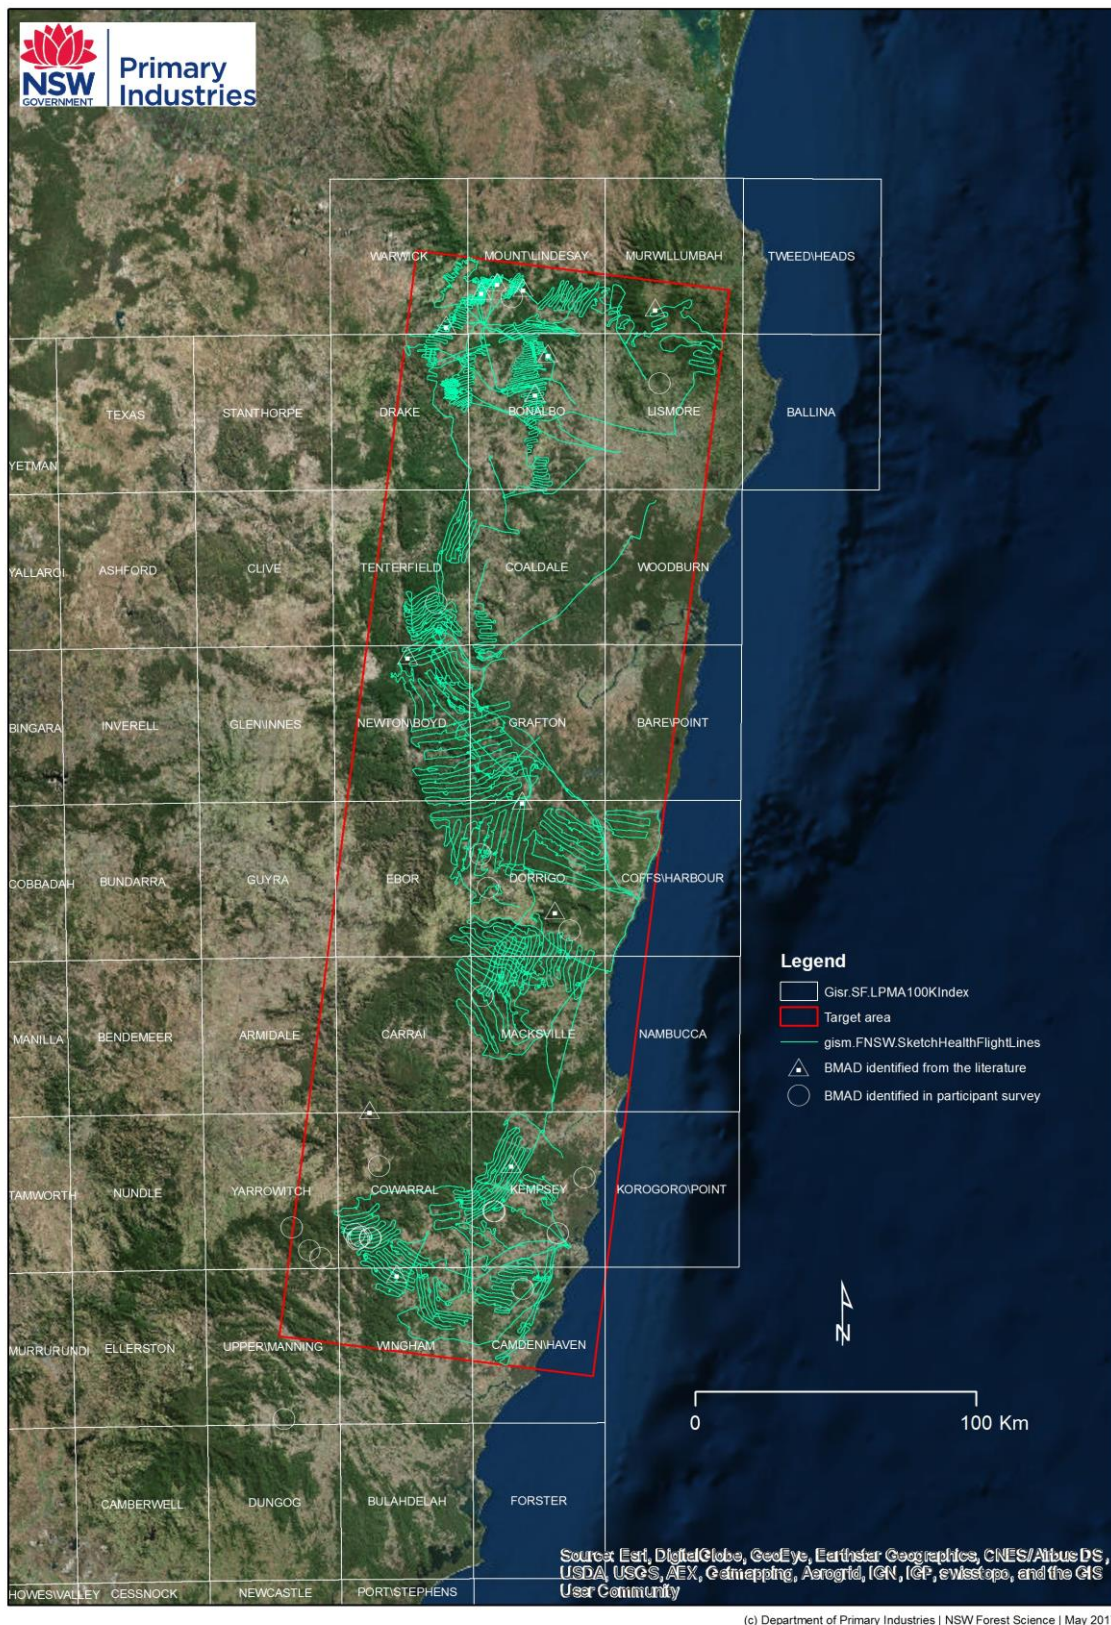 NSW
GOVERNMENT
Primary
Industries
WARWICK
MOUNT\LINDESAY
MURWILLUMBAH
TWEED\HEADS
TEXAS
STANTHORPE
DRAKE
BONALBO
LISMORE
BALLINA
YETMAN
YALLAROI
ASHFORD
CLIVE
TENTERFIELD
COALDALE
WOODBURN
BINGARA
INVERELL
GLEN\INNES
NEWTON\BOYD
GRAFTON
BARE\POINT
COBBADAH
BUNDARRA
GUYRA
EBOR
DORRIGO
COFFS\HARBOUR
Legend
Gisr.SF.LPMA100KIndex
Target area
gism.FNSW.SketchHealthFlightLines
BMAD identified from the literature
BMAD identified in participant survey
MANILLA
BENDEMEER
ARMIDALE
CARRAI
MACKSVILLE
NAMBUCCA
TAMWORTH
NUNDLE
YARROWITCH
COWARRAL
KEMPSEY
KOROGORO\POINT
MURRURUNDI
ELLERSTON
UPPER\MANNING
WINGHAM
CAMDEN\HAVEN
N
0
100 Km
CAMBERWELL
DUNGOG
BULAHDELAH
FORSTER
Source: Esri, DigitalGlobe, GeoEye, Earthstar Geographics, CNES/Airbus DS,
USDA, USGS, AEX, Getmapping, Aerogrid, IGN, IGP, swisstopo, and the GIS
User Community
HOWES\VALLEY
CESSNOCK
NEWCASTLE
PORT\STEPHENS
(c) Department of Primary Industries | NSW Forest Science | May 201